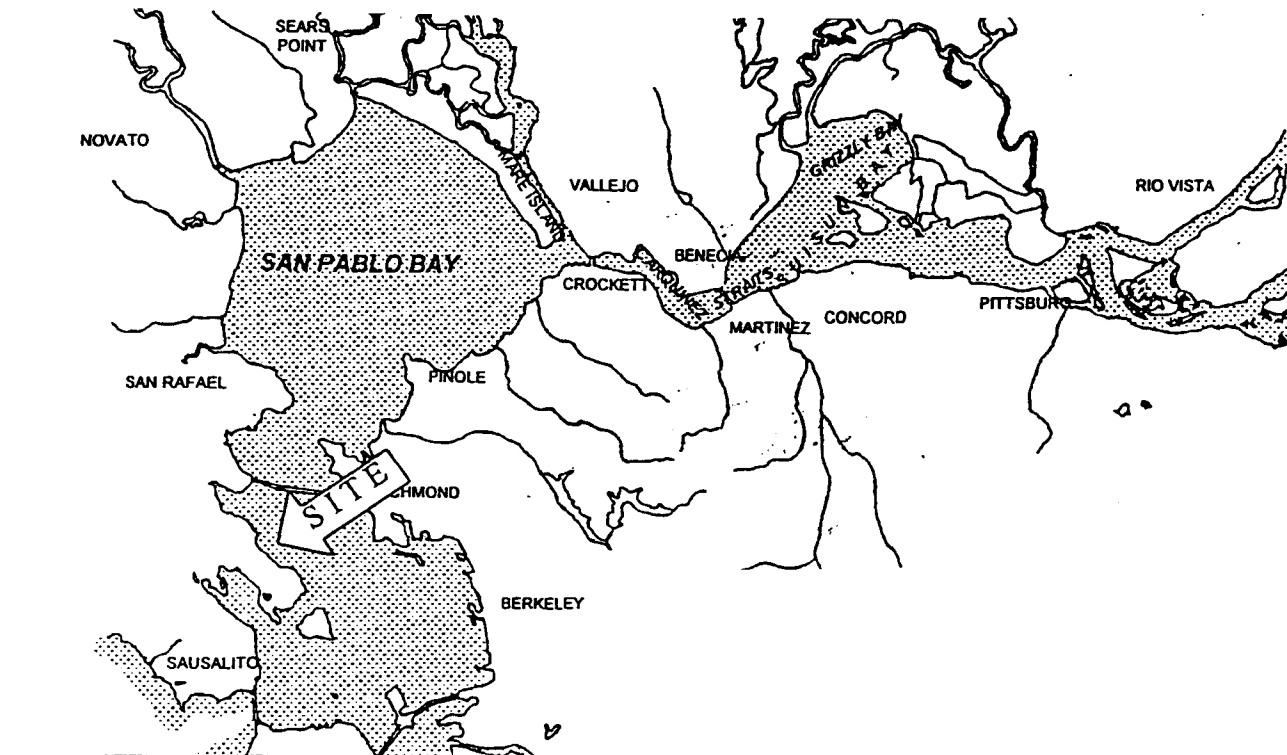 SEARS
POINT
NOVATO
MARE ISLAND
VALLEJO
GRIZZLY BAY
SUISUN BAY
RIO VISTA
SAN PABLO BAY
BENECIA
CARQUINEZ STRAITS
CROCKETT
PITTSBURG
MARTINEZ
CONCORD
SAN RAFAEL
PINOLE
SITE
CHMOND
BERKELEY
SAUSALITO